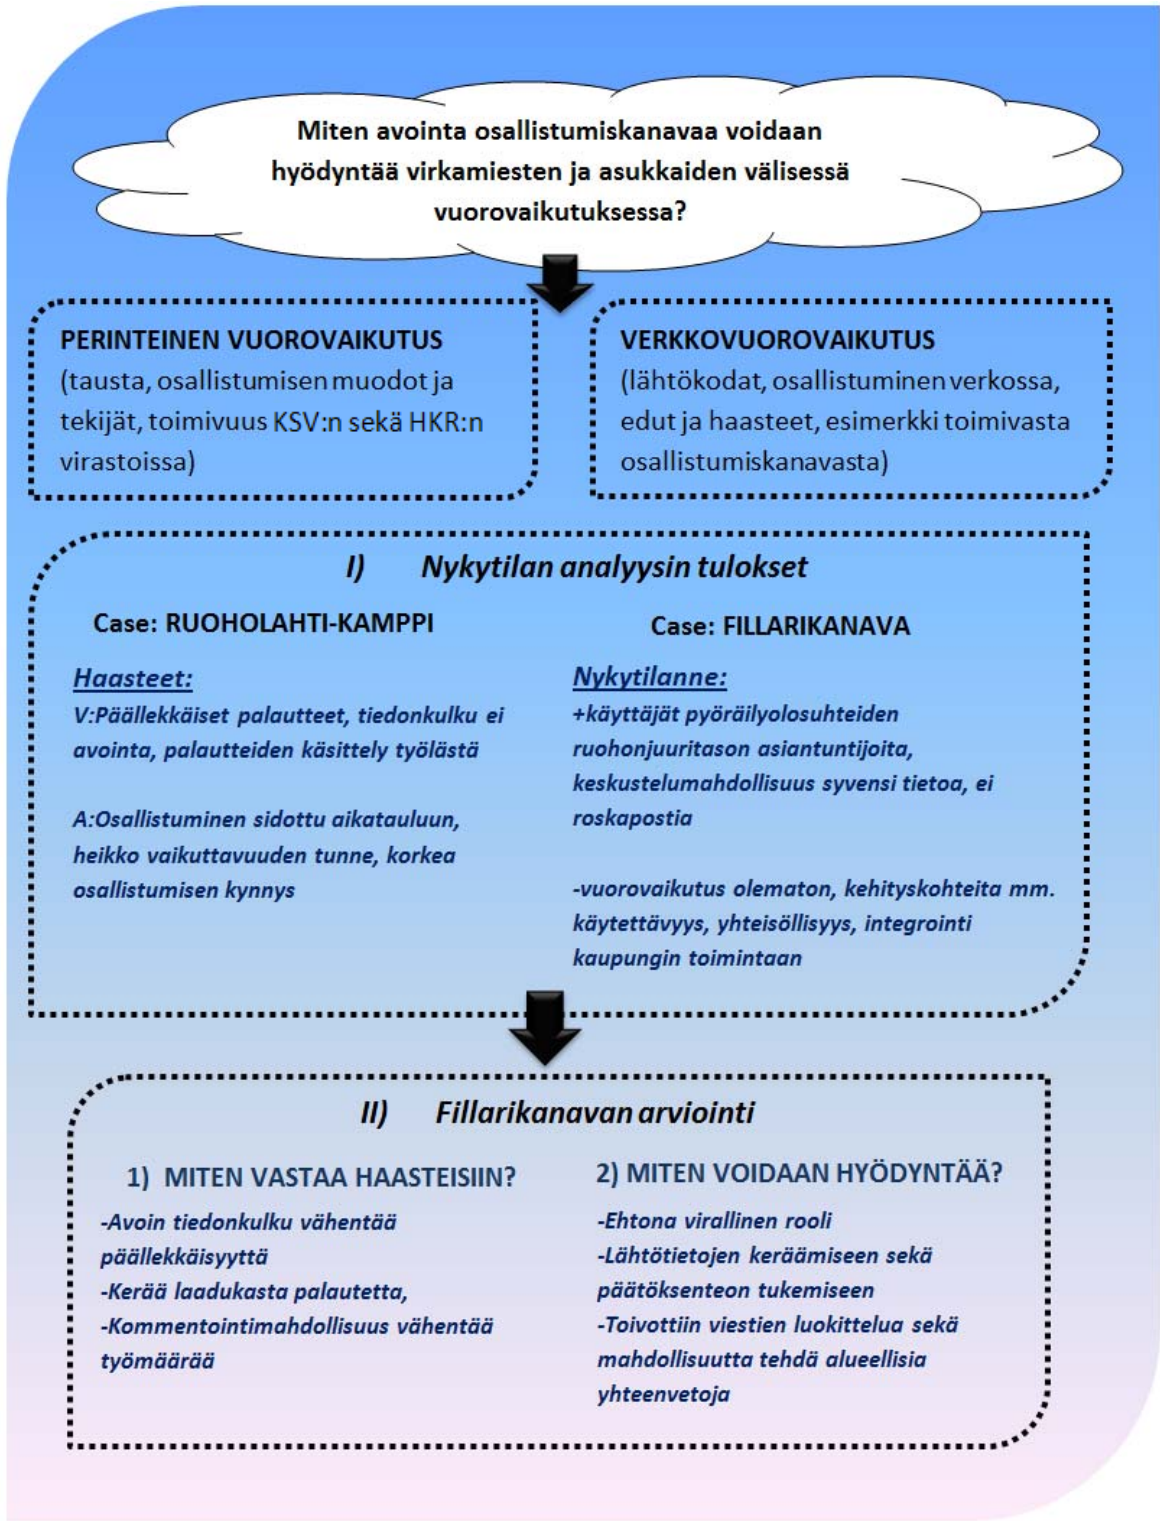 Miten avointa osallistumiskanavaa voidaan
hyödyntää virkamiesten ja asukkaiden välisessä
vuorovaikutuksessa?
PERINTEINEN VUOROVAIKUTUS
(tausta, osallistumisen muodot ja
tekijät, toimivuus KSV:n sekä HKR:n
virastoissa)
VERKKOVUOROVAIKUTUS
(lähtökodat, osallistuminen verkossa,
edut ja haasteet, esimerkki toimivasta
osallistumiskanavasta)
I) Nykytilan analyysin tulokset
Case: RUOHOLAHTI-KAMPPI
Haasteet:
V:Päällekkäiset palautteet, tiedonkulku ei
avointa, palautteiden käsittely työlästä
A:Osallistuminen sidottu aikatauluun,
heikko vaikuttavuuden tunne, korkea
osallistumisen kynnys
Case: FILLARIKANAVA
Nykytilanne:
+käyttäjät pyöräilyolosuhteiden
ruohonjuuritason asiantuntijoita,
keskustelumahdollisuus syvensi tietoa, ei
roskapostia
-vuorovaikutus olematon, kehityskohteita mm.
käytettävyys, yhteisöllisyys, integrointi
kaupungin toimintaan
II) Fillarikanavan arviointi
1) MITEN VASTAA HAASTEISIIN?
-Avoin tiedonkulku vähentää
päällekkäisyyttä
-Kerää laadukasta palautetta,
-Kommentointimahdollisuus vähentää
työmäärää
2) MITEN VOIDAAN HYÖDYNTÄÄ?
-Ehtona virallinen rooli
-Lähtötietojen keräämiseen sekä
päätöksenteon tukemiseen
-Toivottiin viestien luokittelua sekä
mahdollisuutta tehdä alueellisia
yhteenvetoja